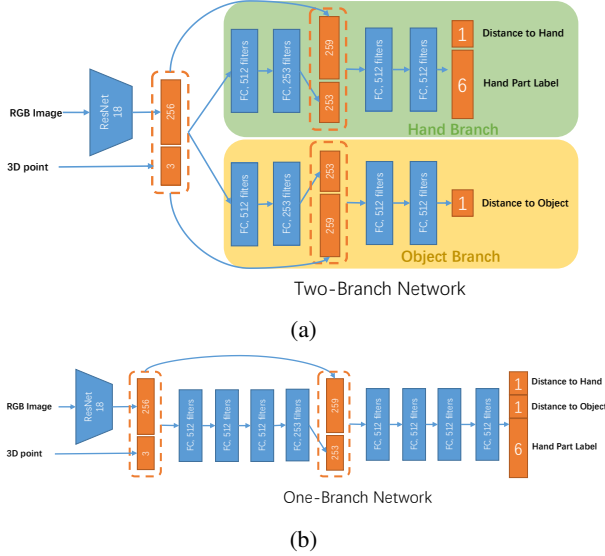 RGB Image
3D point
ResNet
18
256
3
FC, 512 filters
FC, 253 filters
259
253
FC, 512 filters
FC, 512 filters
1
6
Distance to Hand
Hand Part Label
Hand Branch
FC, 512 filters
FC, 253 filters
253
259
FC, 512 filters
FC, 512 filters
1
Distance to Object
Object Branch
Two-Branch Network
(a)
RGB Image
3D point
ResNet
18
256
3
FC, 512 filters
FC, 512 filters
FC, 512 filters
FC, 253 filters
259
253
FC, 512 filters
FC, 512 filters
FC, 512 filters
FC, 512 filters
1
1
6
Distance to Hand
Distance to Object
Hand Part Label
One-Branch Network
(b)